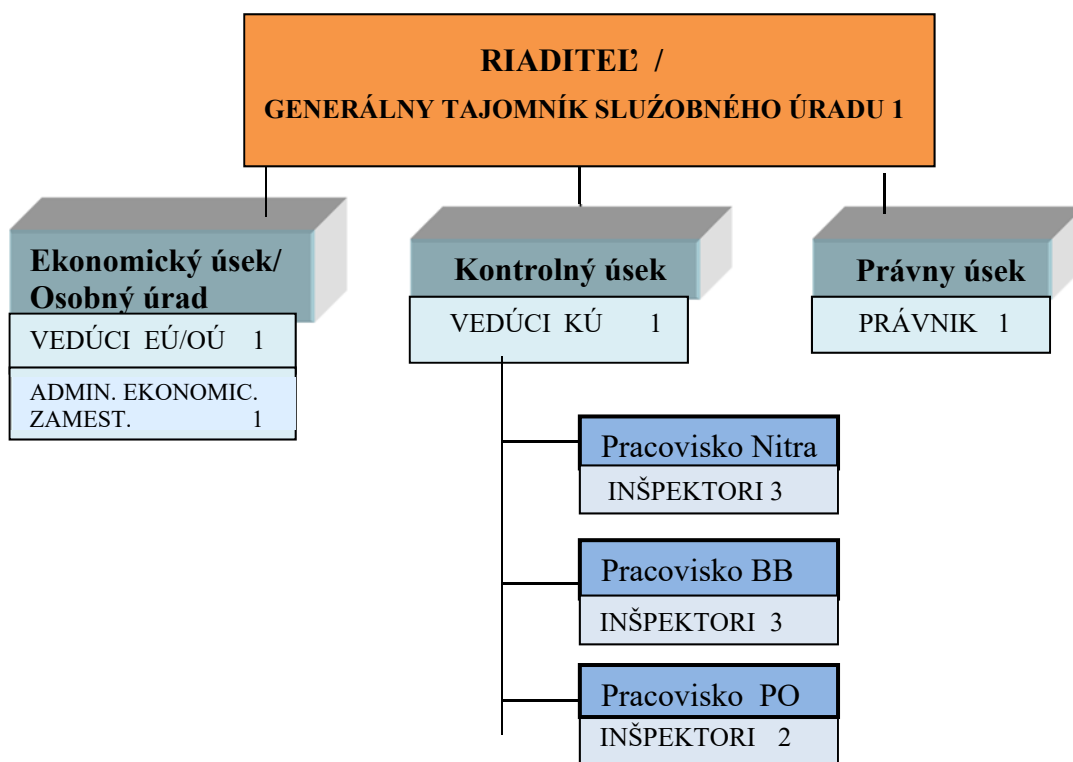 RIADITEĽ /
GENERÁLNY TAJOMNÍK SLUŹOBNÉHO ÚRADU 1
Ekonomický úsek/
Osobný úrad
VEDÚCI EÚ/OÚ 1
ADMIN. EKONOMIC.
ZAMEST. 1
Kontrolný úsek
VEDÚCI KÚ 1
Právny úsek
PRÁVNIK 1
Pracovisko Nitra
INŠPEKTORI 3
Pracovisko BB
INŠPEKTORI 3
Pracovisko PO
INŠPEKTORI 2